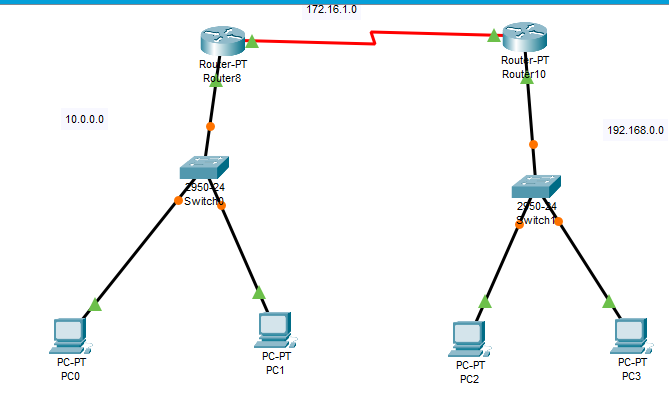 172.16.1.0
Router-PT
Router8
Router-PT
Router10
10.0.0.0
192.168.0.0
2950-24
Switch0
2950-24
Switch1
PC-PT
PC0
PC-PT
PC1
PC-PT
PC2
PC-PT
PC3